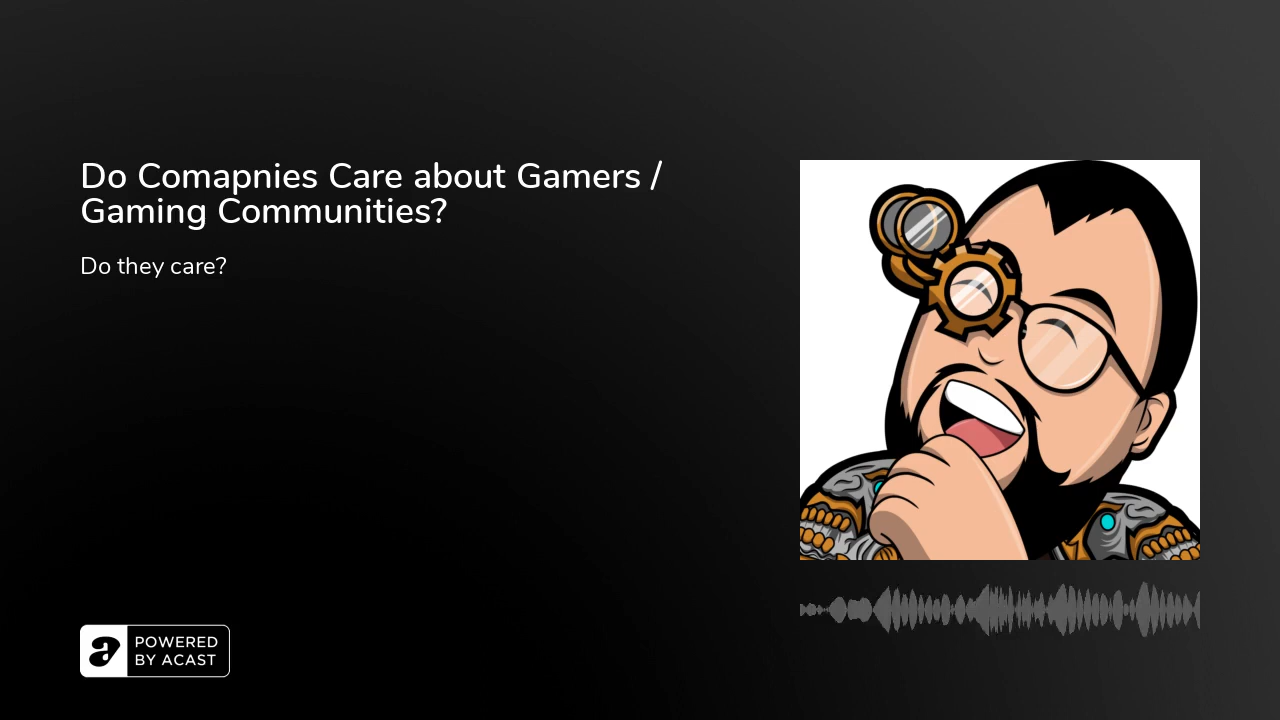 Do Comapnies Care about Gamers /
Gaming Communities?
Do they care?
a POWERED
BY ACAST